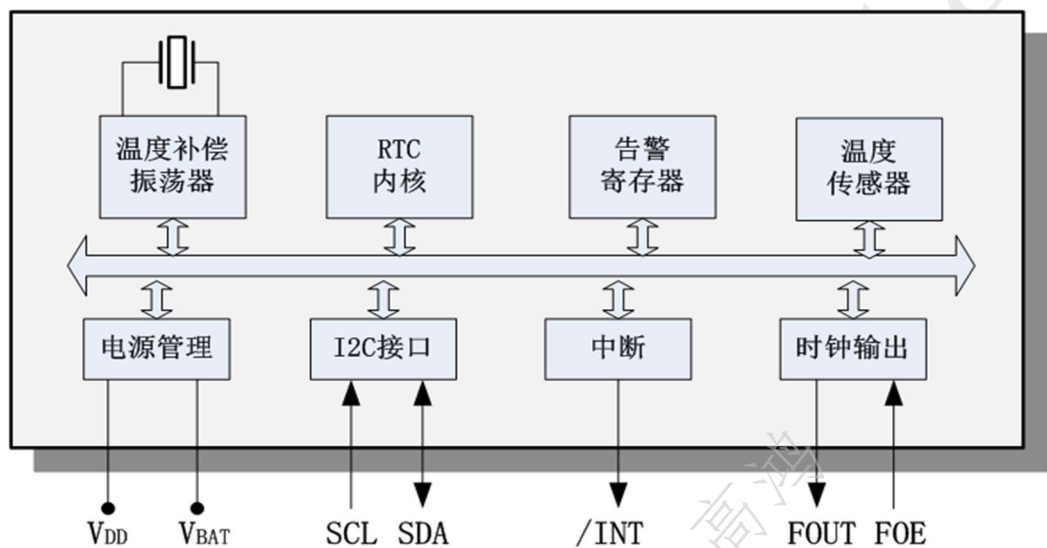 温度补偿
振荡器
RTC
内核
告警
寄存器
温度
传感器
电源管理
I2C接口
中断
时钟输出
VDD
VBAT
SCL
SDA
/INT
FOUT
FOE
高鸿